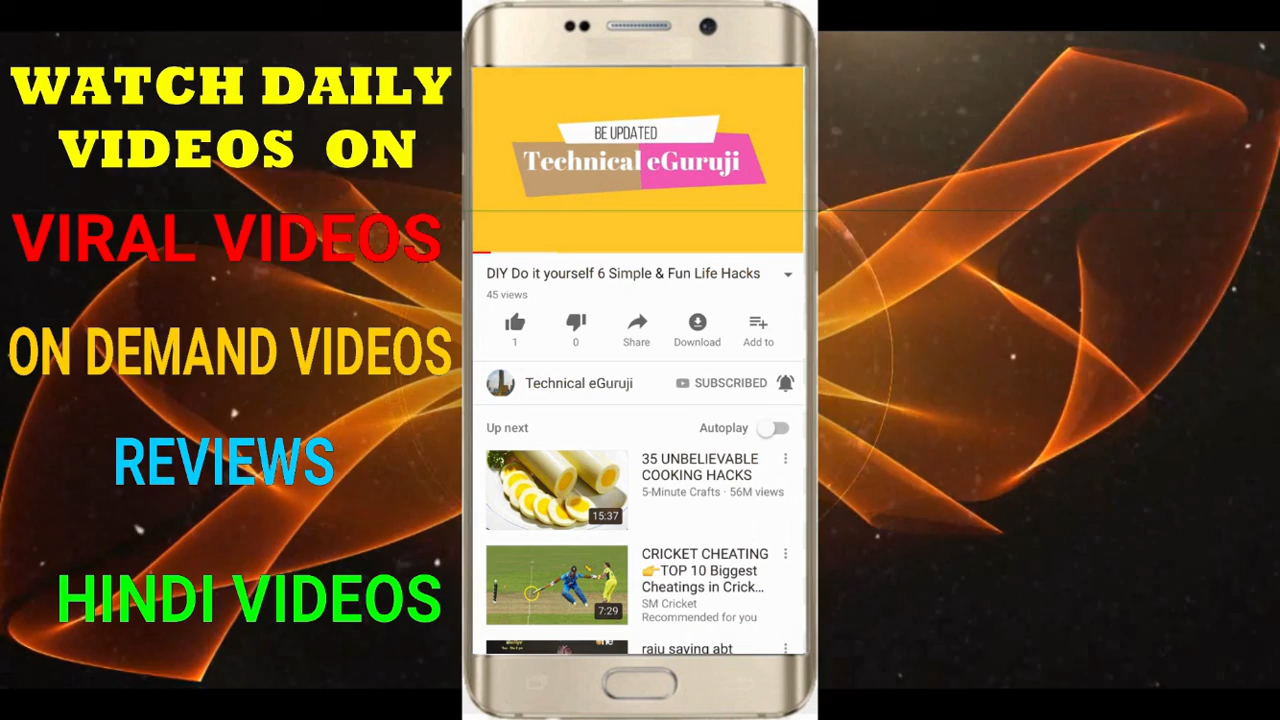 WATCH DAILY
VIDEOS ON
VIRAL VIDEOS
ON DEMAND VIDEOS
REVIEWS
HINDI VIDEOS
BE UPDATED
Technical eGuruji
DIY Do it yourself 6 Simple & Fun Life Hacks
45 views
1
0
Share
Download
Add to
Technical eGuruji
SUBSCRIBED
Up next
Autoplay
35 UNBELIEVABLE
COOKING HACKS
5-Minute Crafts · 56M views
15:37
CRICKET CHEATING
👉TOP 10 Biggest
Cheatings in Crick...
SM Cricket
Recommended for you
7:29
raju saying abt